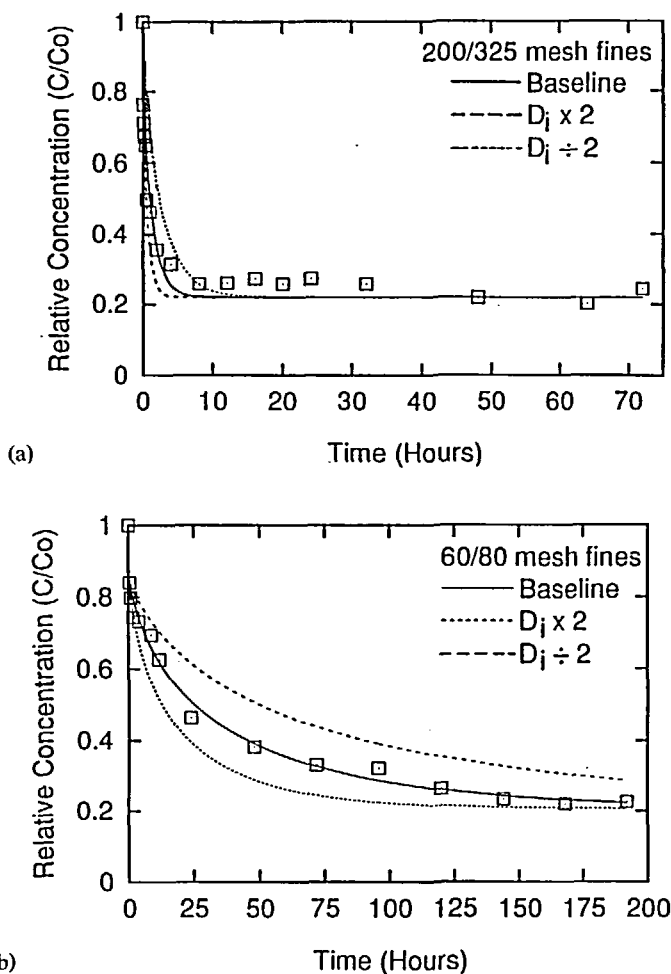 1
0.8
0.6
0.4
0.2
0
Relative Concentration (C/Co)
200/325 mesh fines
Baseline
Di x 2
Di ÷ 2
0 10 20 30 40 50 60 70
(a)
Time (Hours)
1
0.8
0.6
0.4
0.2
0
Relative Concentration (C/Co)
60/80 mesh fines
Baseline
Di x 2
Di ÷ 2
0 25 50 75 100 125 150 175 200
b)
Time (Hours)